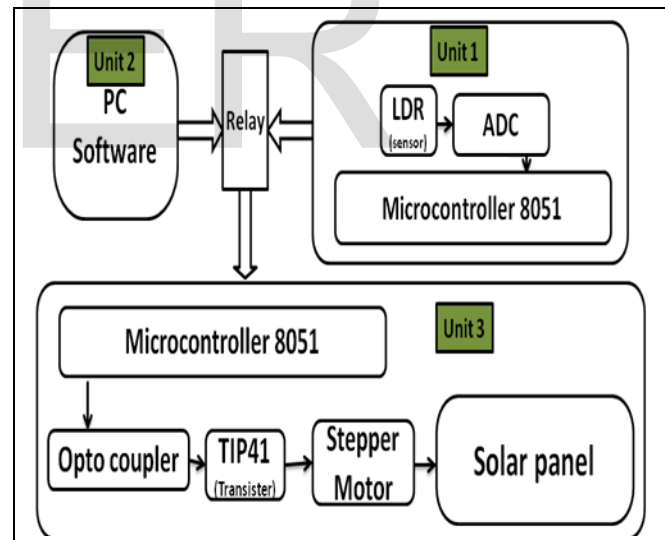 Unit 2
PC
Software
Relay
Unit 1
LDR
(sensor)
ADC
Microcontroller 8051
Unit 3
Microcontroller 8051
Opto coupler
TIP41
(Transister)
Stepper
Motor
Solar panel